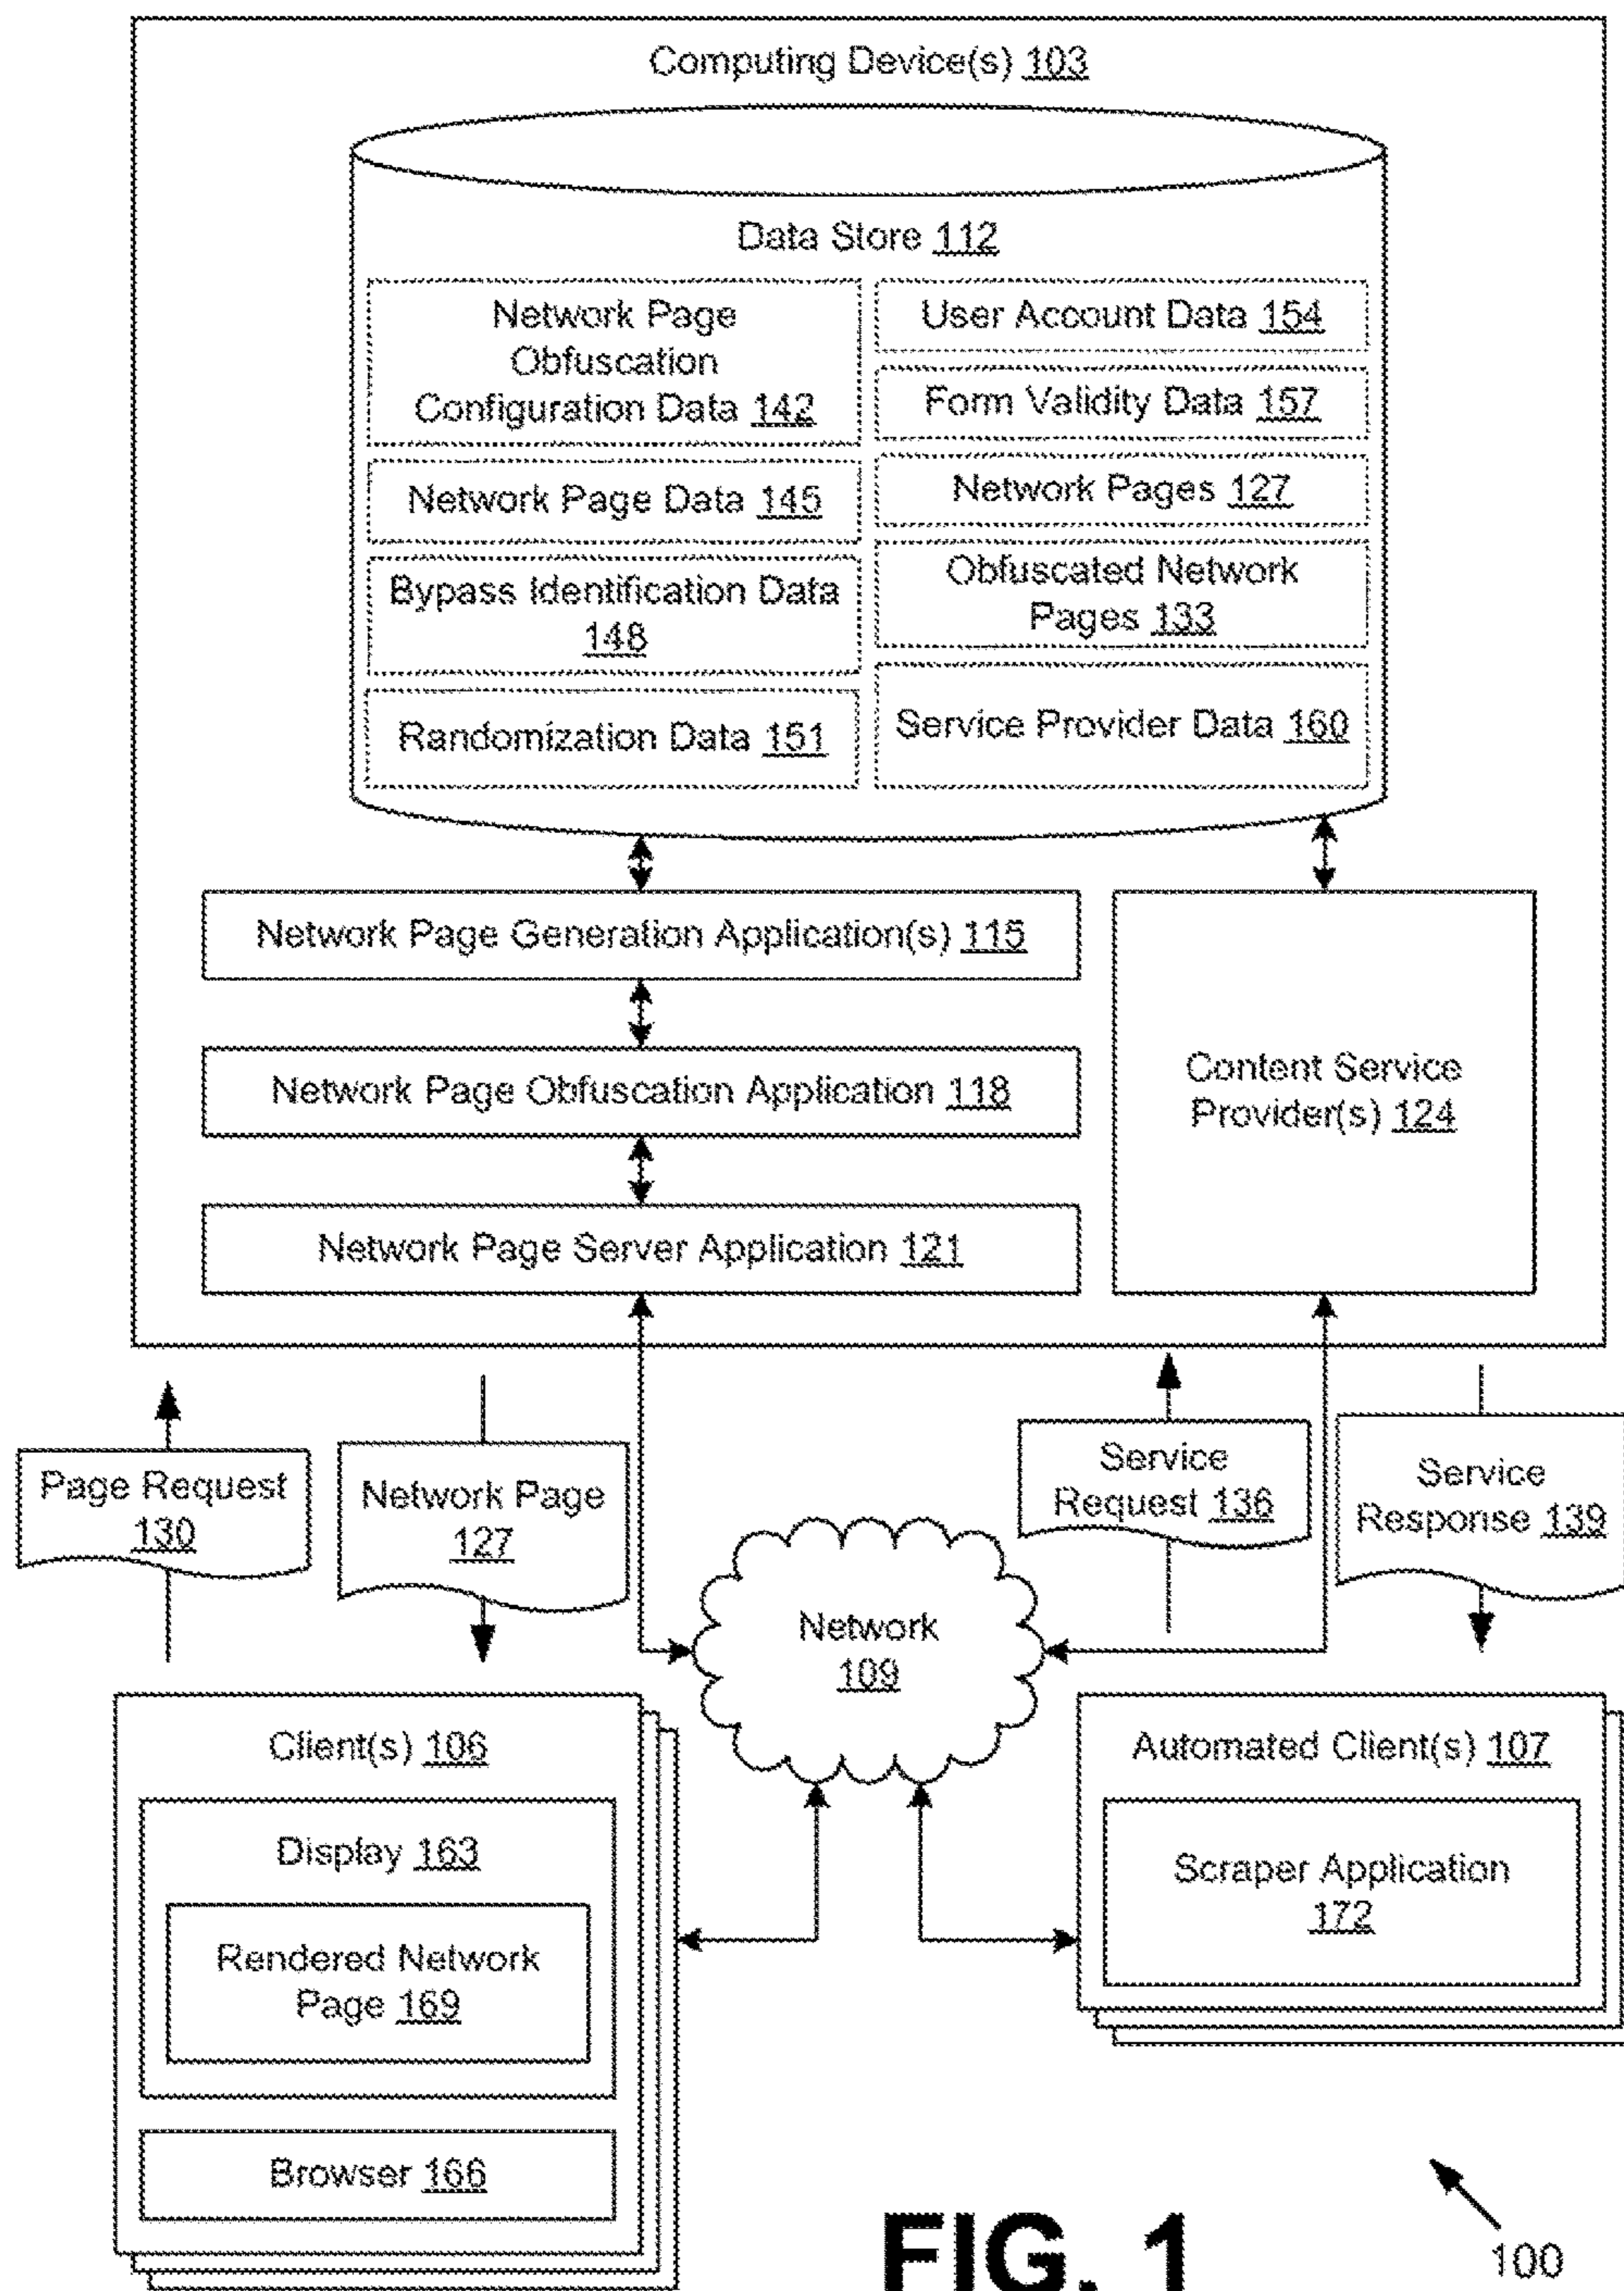 Computing Device(s) 103
Data Store 112
Network Page
Obfuscation
Configuration Data 142
Network Page Data 145
Bypass Identification Data
148
Randomization Data 151
User Account Data 154
Form Validity Data 157
Network Pages 127
Obfuscated Network
Pages 133
Service Provider Data 160
Network Page Generation Application(s) 115
Network Page Obfuscation Application 118
Network Page Server Application 121
Content Service
Provider(s) 124
Page Request
130
Network Page
127
Service
Request 136
Service
Response 139
Network
109
Client(s) 106
Display 163
Rendered Network
Page 169
Browser 166
Automated Client(s) 107
Scraper Application
172
FIG. 1
100